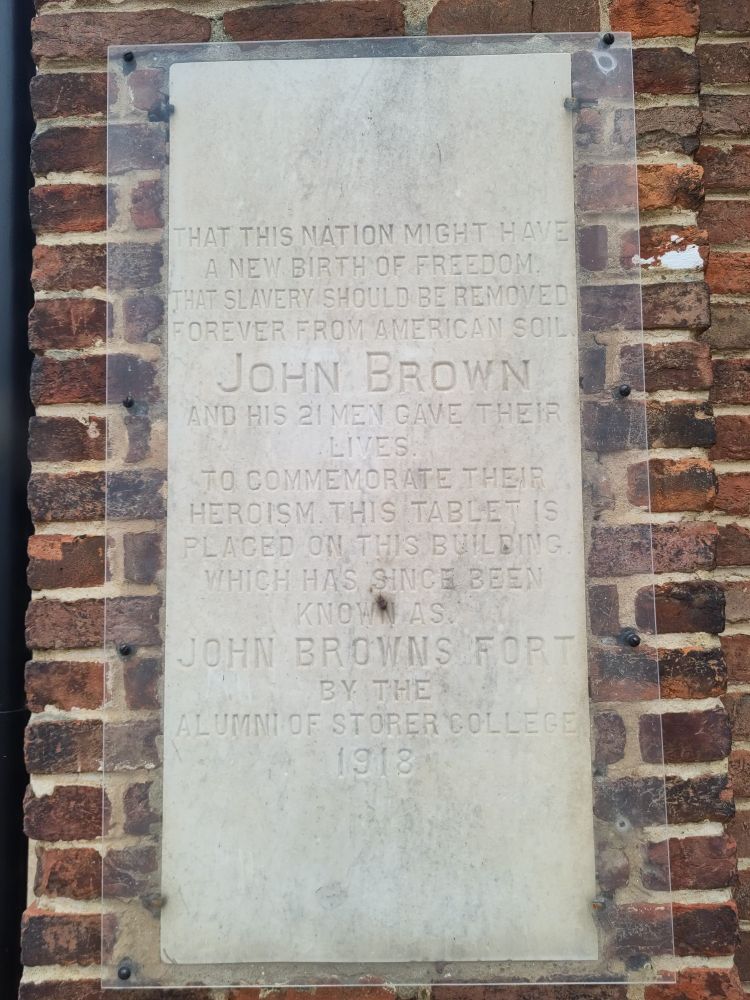 THAT THIS NATION MIGHT HAVE
A NEW BIRTH OF FREEDOM.
THAT SLAVERY SHOULD BE REMOVED
FOREVER FROM AMERICAN SOIL.
JOHN BROWN
AND HIS 21 MEN GAVE THEIR
LIVES.
TO COMMEMORATE THEIR
HEROISM. THIS TABLET IS
PLACED ON THIS BUILDING.
WHICH HAS SINCE BEEN
KNOWN AS.
JOHN BROWNS FORT
BY THE
ALUMNI OF STORER COLLEGE
1918